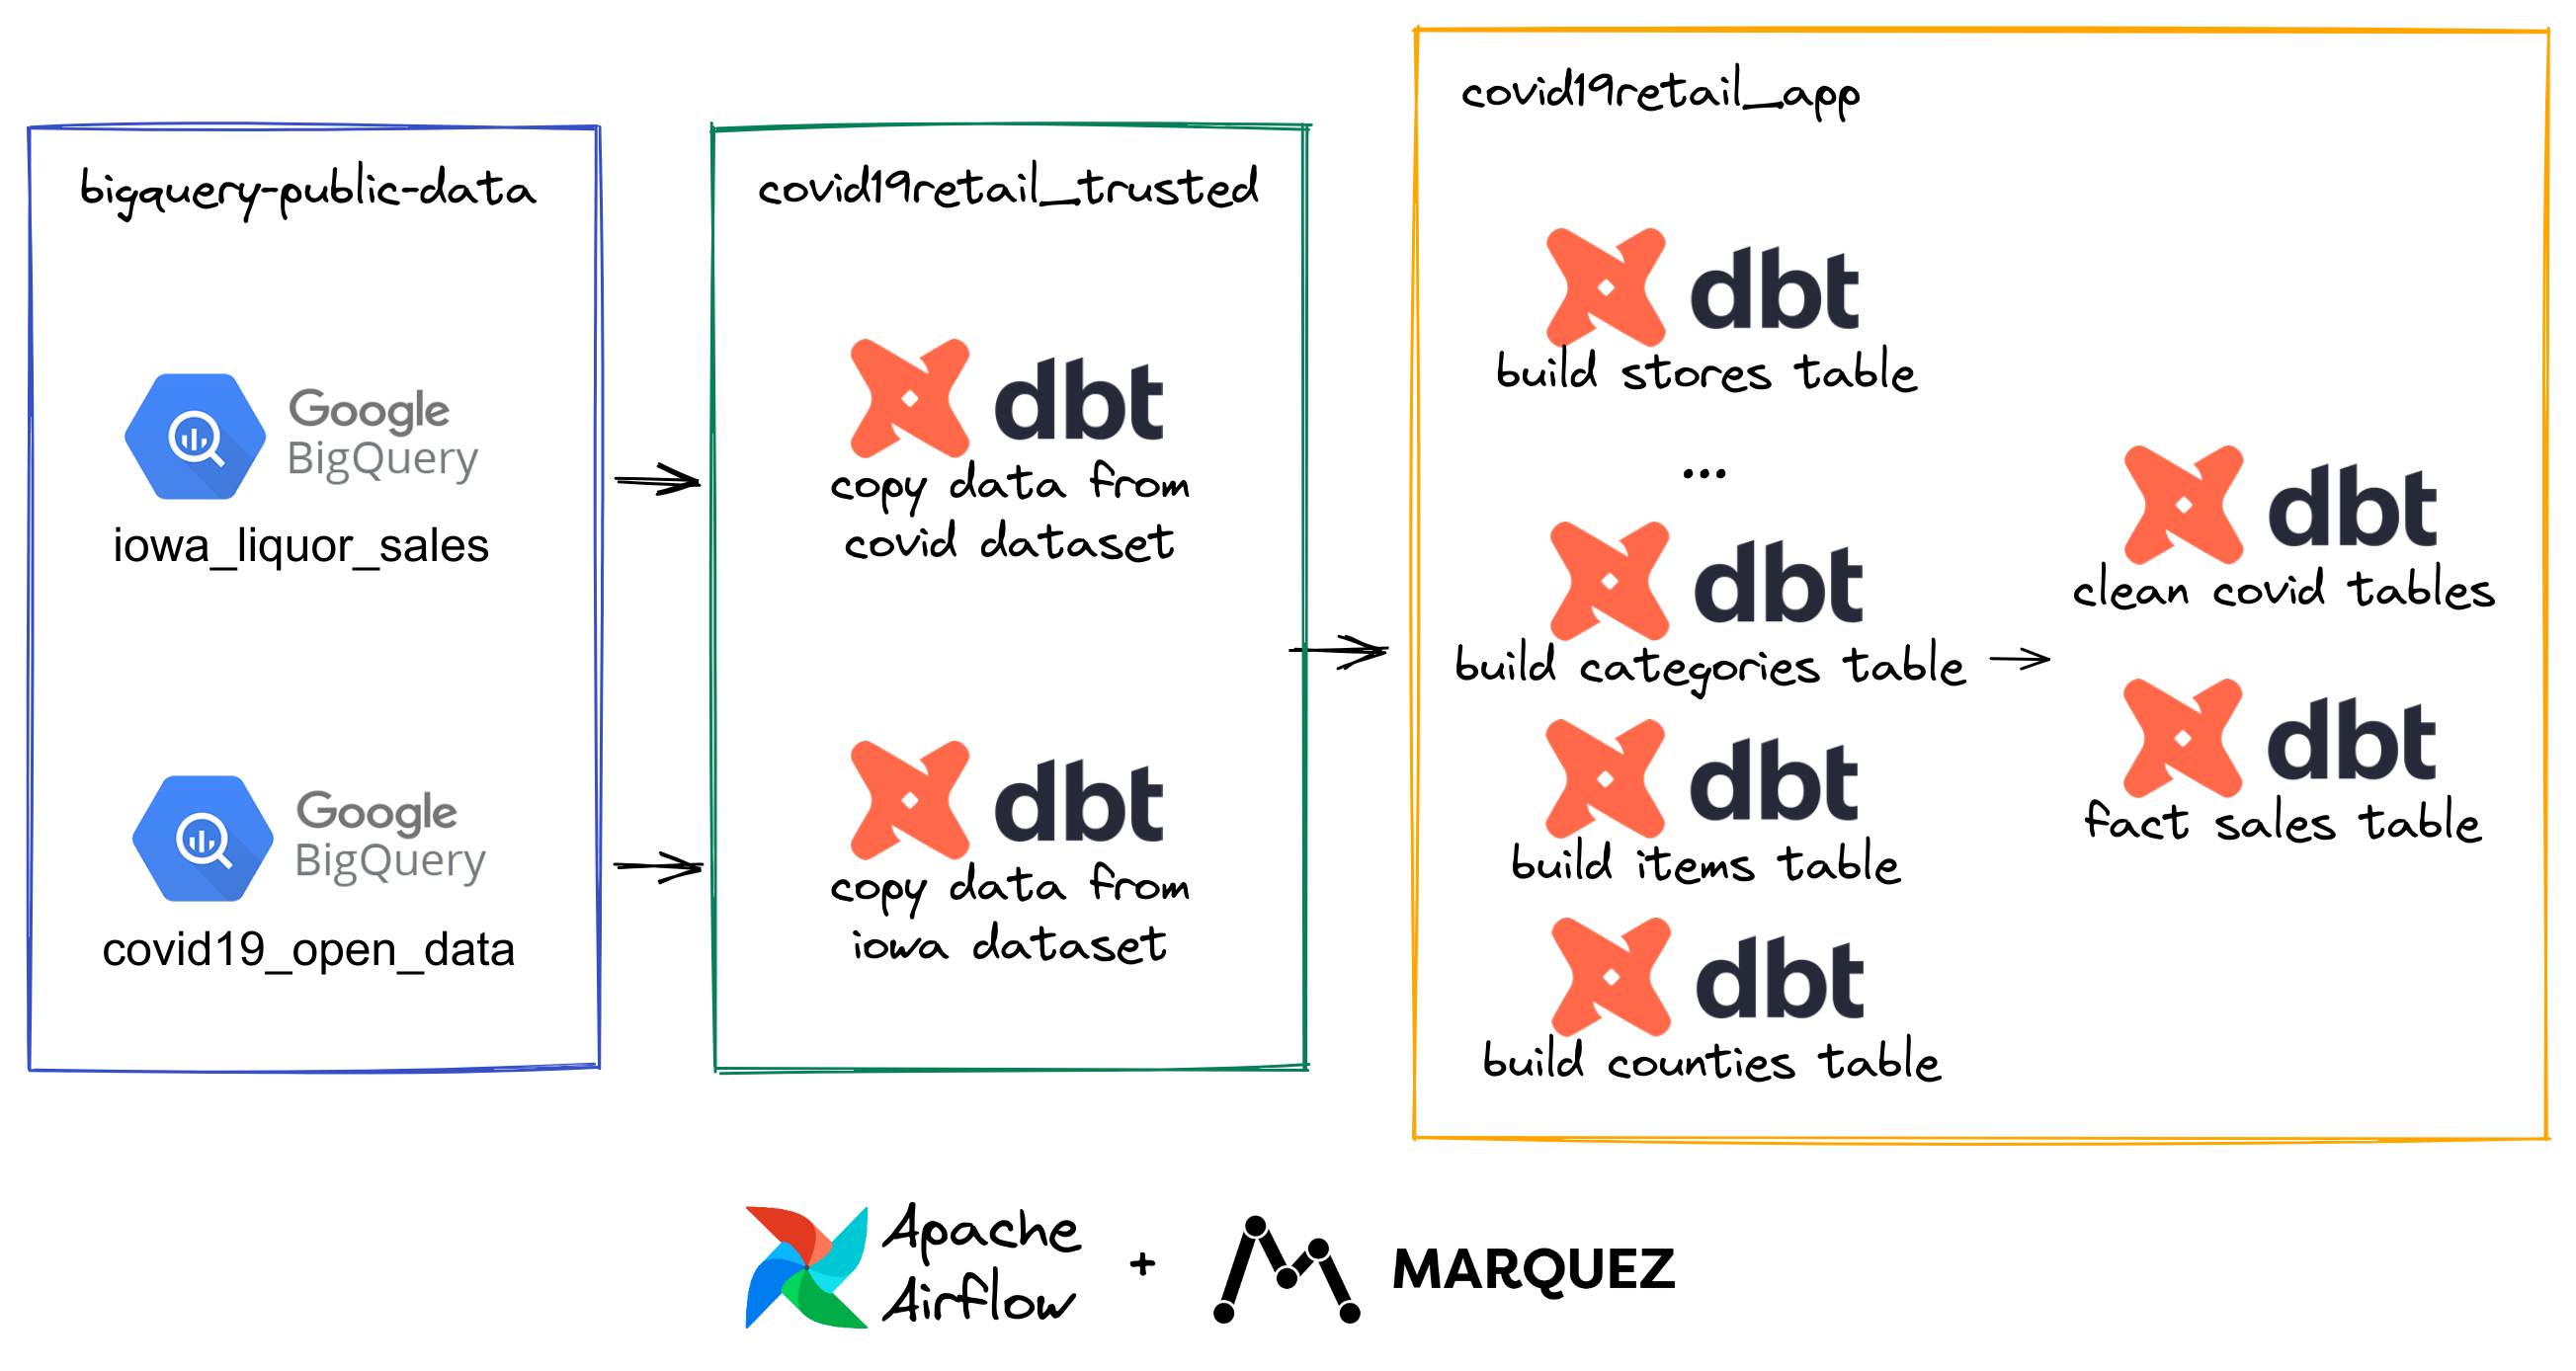 bigquery-public-data
Google
BigQuery
iowa_liquor_sales
Google
BigQuery
covid19_open_data
covid19retail_trusted
dbt
copy data from
covid dataset
dbt
copy data from
iowa dataset
covid19retail_app
dbt
build stores table
...
dbt
build categories table
dbt
build items table
dbt
build counties table
dbt
clean covid tables
dbt
fact sales table
Apache
Airflow
+
MARQUEZ